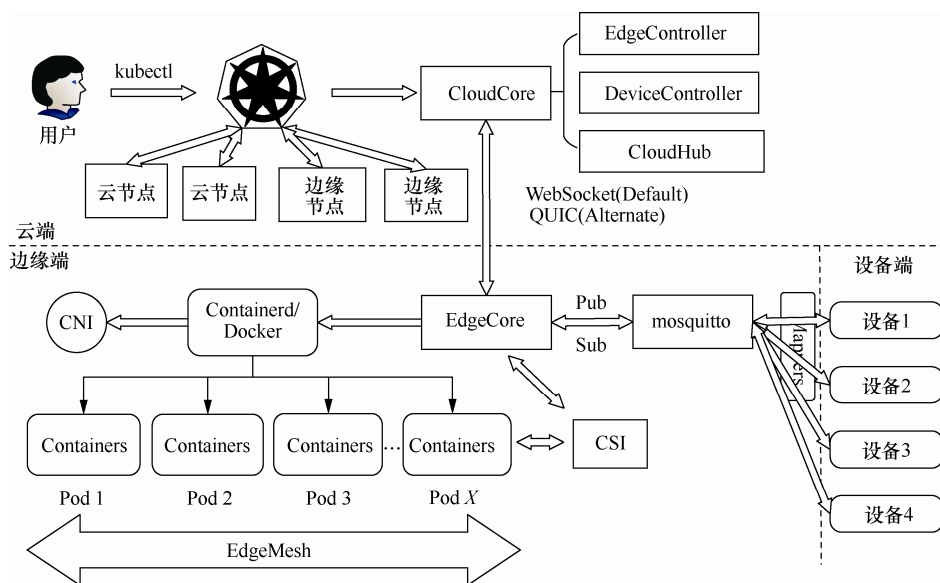 kubectl
用户
CloudCore
EdgeController
DeviceController
CloudHub
云节点
云节点
边缘
节点
边缘
节点
WebSocket(Default)
QUIC(Alternate)
云端
边缘端
设备端
CNI
Containerd/
Docker
EdgeCore
Pub
Sub
mosquitto
Mappers
设备1
设备2
设备3
设备4
Containers
Containers
Containers
...
Containers
CSI
Pod 1
Pod 2
Pod 3
Pod X
EdgeMesh